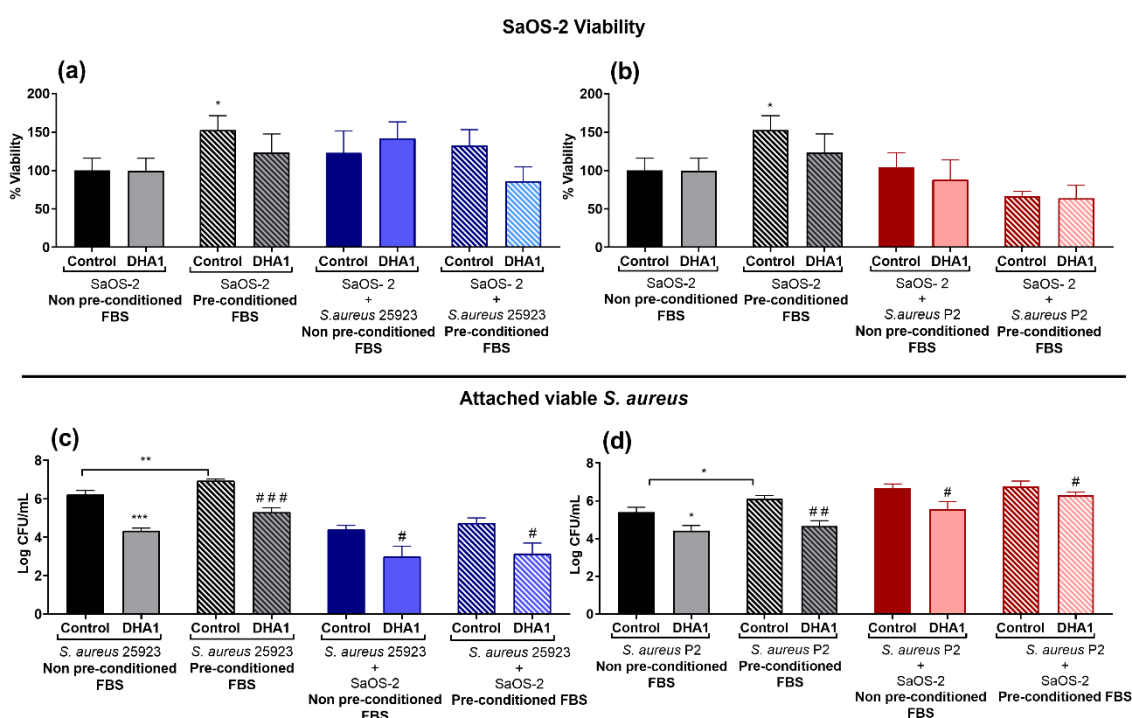 SaOS-2 Viability
(a)
% Viability
200
150
100
50
0
*
Control DHA1 Control DHA1 Control DHA1 Control DHA1
SaOS-2
Non pre-conditioned
FBS
SaOS-2
Pre-conditioned
FBS
SaOS- 2
+
S.aureus 25923
Non pre-conditioned
FBS
SaOS- 2
+
S.aureus 25923
Pre-conditioned
FBS
(b)
% Viability
200
150
100
50
0
*
Control DHA1 Control DHA1 Control DHA1 Control DHA1
SaOS-2
Non pre-conditioned
FBS
SaOS-2
Pre-conditioned
FBS
SaOS- 2
+
S.aureus P2
Non pre-conditioned
FBS
SaOS- 2
+
S.aureus P2
Pre-conditioned
FBS
Attached viable S. aureus
(c)
Log CFU/mL
8
6
4
2
0
**
***
# # #
#
#
Control DHA1 Control DHA1 Control DHA1 Control DHA1
S. aureus 25923
Non pre-conditioned
FBS
S. aureus 25923
Pre-conditioned
FBS
S. aureus 25923
+
SaOS-2
Non pre-conditioned
FBS
S. aureus 25923
+
SaOS-2
Pre-conditioned FBS
(d)
Log CFU/mL
8
6
4
2
0
*
*
# #
#
#
Control DHA1 Control DHA1 Control DHA1 Control DHA1
S. aureus P2
Non pre-conditioned
FBS
S. aureus P2
Pre-conditioned
FBS
S. aureus P2
+
SaOS-2
Non pre-conditioned
FBS
S. aureus P2
+
SaOS-2
Pre-conditioned FBS